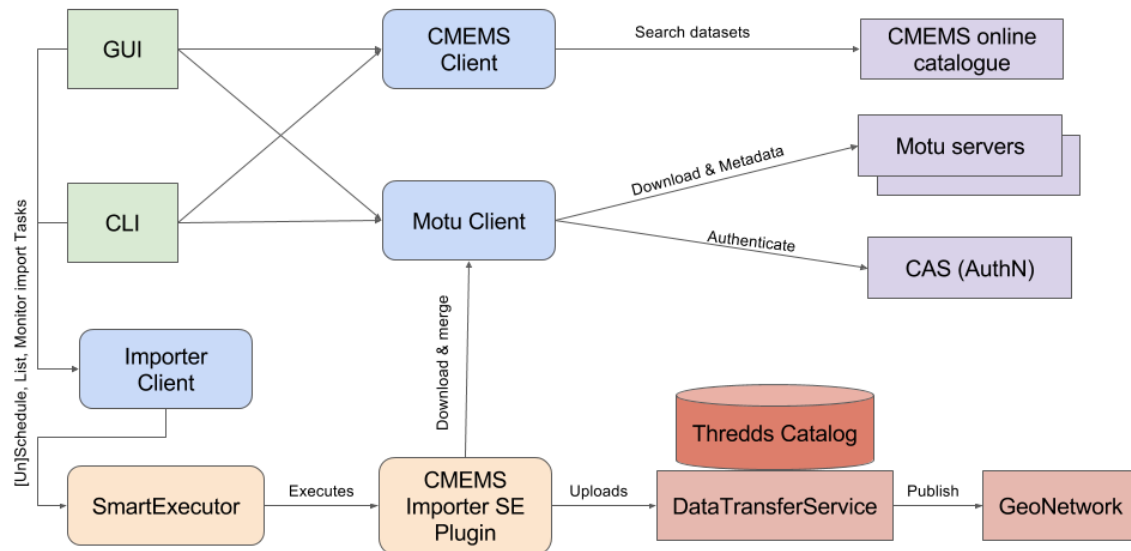 GUI
CMEMS
Client
Search datasets
CMEMS online
catalogue
Motu servers
Download & Metadata
CLI
Motu Client
Authenticate
CAS (AuthN)
[Un]Schedule, List, Monitor import Tasks
Importer
Client
Download & merge
Thredds Catalog
SmartExecutor
Executes
CMEMS
Importer SE
Plugin
Uploads
DataTransferService
Publish
GeoNetwork